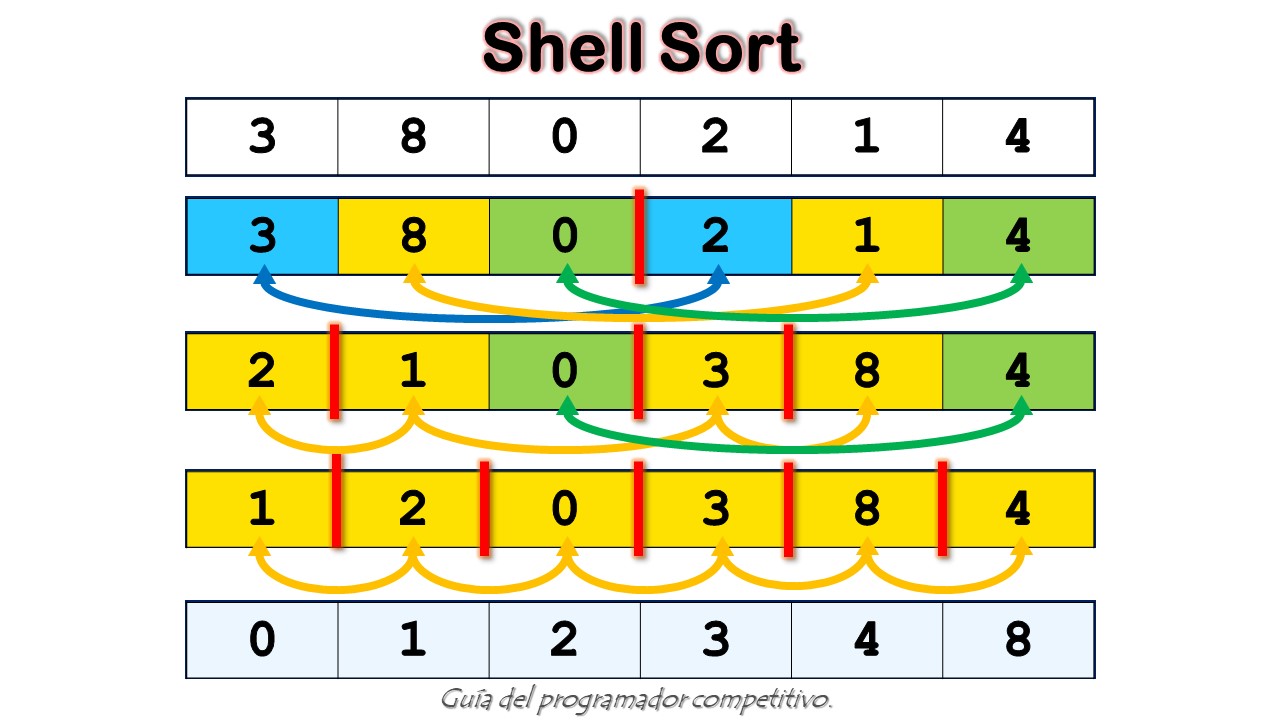 Shell Sort
3 8 0 2 1 4
3 8 0 2 1 4
2 1 0 3 8 4
1 2 0 3 8 4
0 1 2 3 4 8
Guía del programador competitivo.